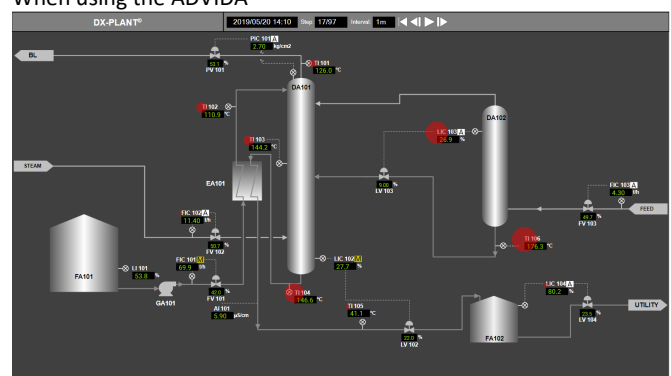 When using the ADVIDA
DX-PLANT®
2019/05/20 14:10 Step 17/97 Interval 1m
BL
PIC 101 A
2.70 kg/cm2
53.1 %
PV 101
TI 101
126.0 ℃
DA101
TI 102
110.9 ℃
DA102
LIC 103 A
26.9 %
TI 103
144.2 ℃
STEAM
EA101
9.00 %
LV 103
FIC 103 A
4.30 t/h
49.7 %
FV 103
FEED
FIC 102 A
11.40 t/h
50.7 %
FV 102
TI 106
176.3 ℃
FA101
LI 101
53.8 %
FIC 101 M
69.9 t/h
GA101
42.0 %
FV 101
LIC 102 M
27.7 %
TI 104
146.6 ℃
AI 101
5.90 µS/cm
TI 105
41.1 ℃
22.0 %
LV 102
LIC 104 A
80.2 %
FA102
23.5 %
LV 104
UTILITY